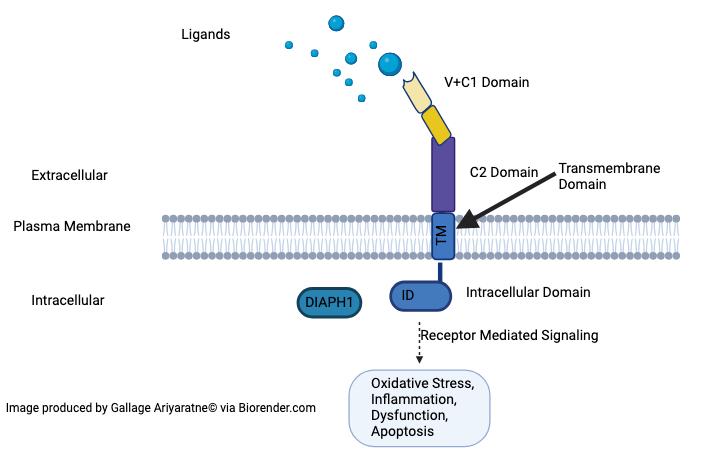 Ligands
V+C1 Domain
Extracellular
C2 Domain
Transmembrane
Domain
Plasma Membrane
TM
Intracellular
DIAPH1
ID
Intracellular Domain
Receptor Mediated Signaling
Oxidative Stress,
Inflammation,
Dysfunction,
Apoptosis
Image produced by Gallage Ariyaratne© via Biorender.com